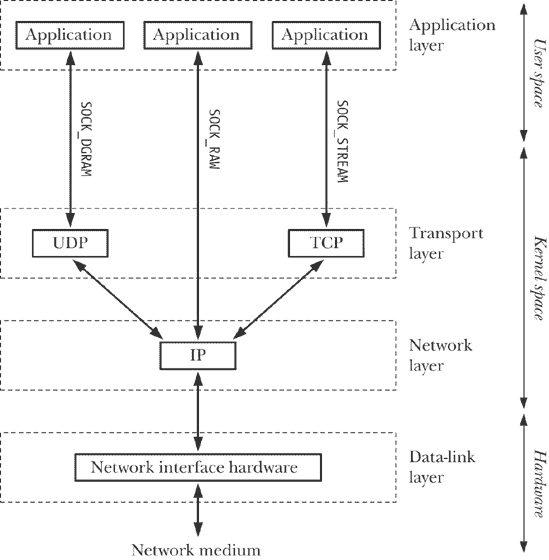 Application
Application
Application
Application
layer
User space
SOCK_DGRAM
SOCK_RAW
SOCK_STREAM
UDP
TCP
Transport
layer
Kernel space
IP
Network
layer
Network interface hardware
Data-link
layer
Hardware
Network medium